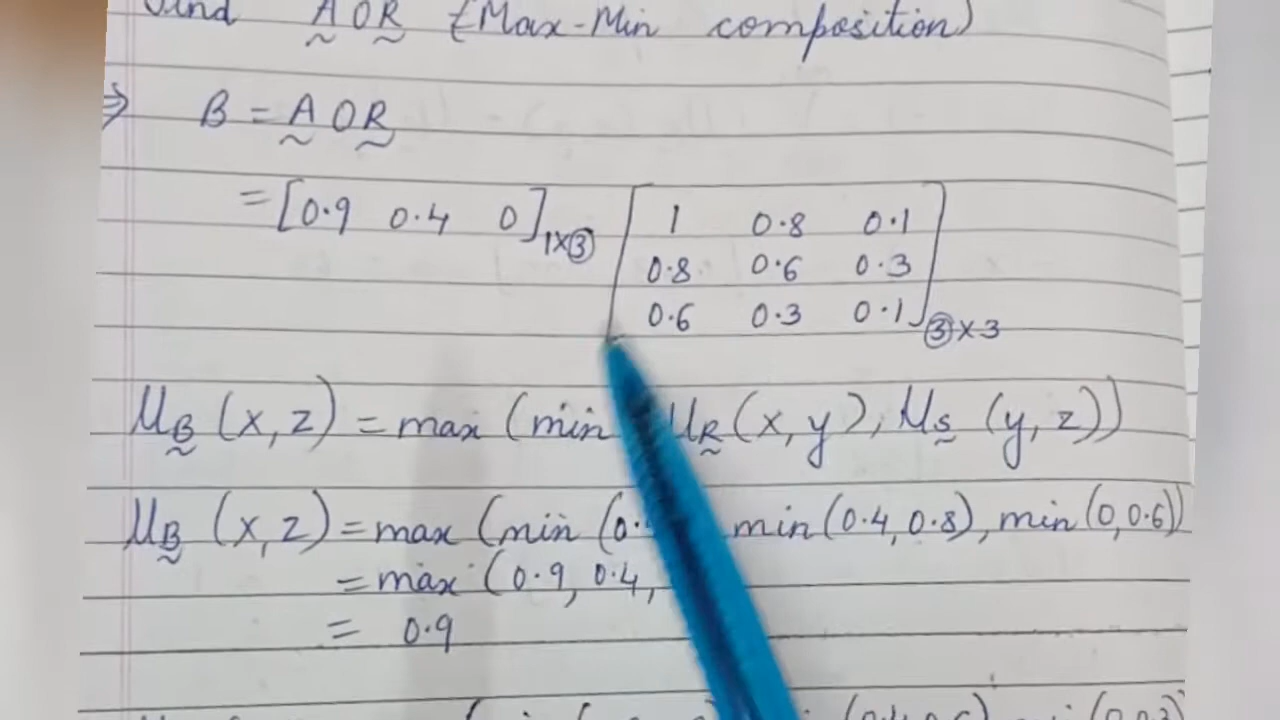 Find A O R (Max-Min composition)
⇒ B = A O R
= [0.9 0.4 0]1×③ [1 0.8 0.1
0.8 0.6 0.3
0.6 0.3 0.1]③×3
μB (x, z) = max (min μR (x, y), μS (y, z))
μB (x, z) = max (min (0. min (0.4, 0.8), min (0, 0.6))
= max (0.9, 0.4,
= 0.9